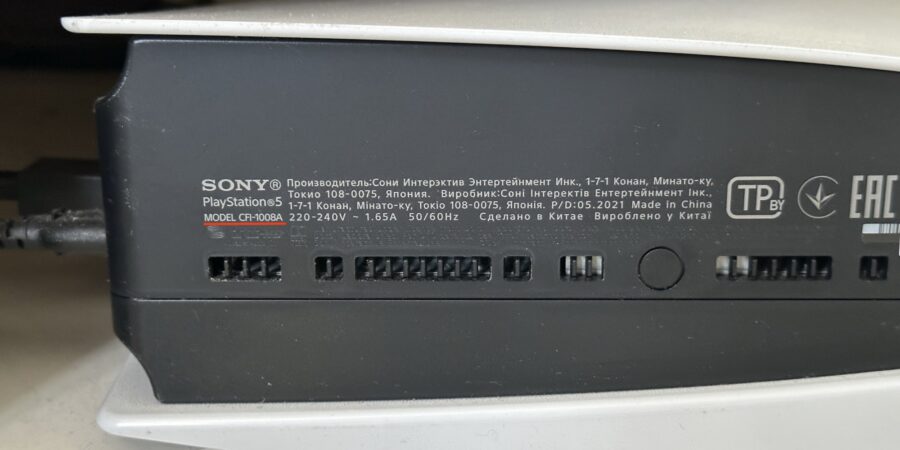 SONY® Производитель:Сони Интерэктив Энтертейнмент Инк., 1-7-1 Конан, Минато-ку,
PlayStation®5 Токио 108-0075, Япония. Виробник:Соні Інтеректів Ентертеінмент Інк.,
1-7-1 Конан, Мінато-ку, Токіо 108-0075, Японія. P/D:05.2021 Made in China
MODEL CFI-1008A 220-240V ~ 1.65A 50/60Hz Сделано в Китае Вироблено у Китаї
TP BY
EAC